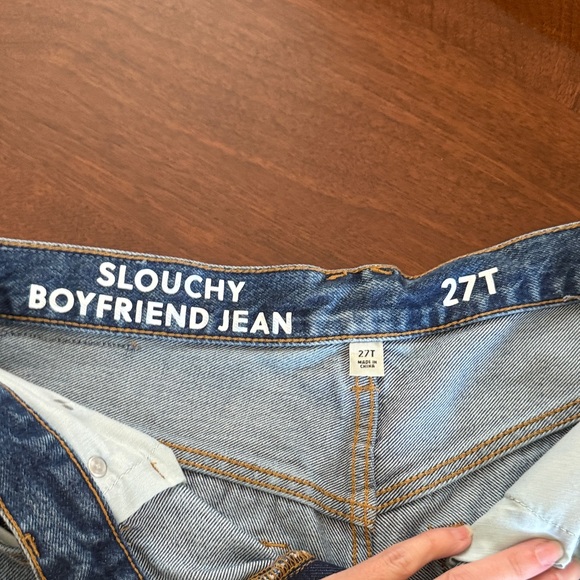 SLOUCHY
BOYFRIEND JEAN
27T
27T
MADE IN
CHINA